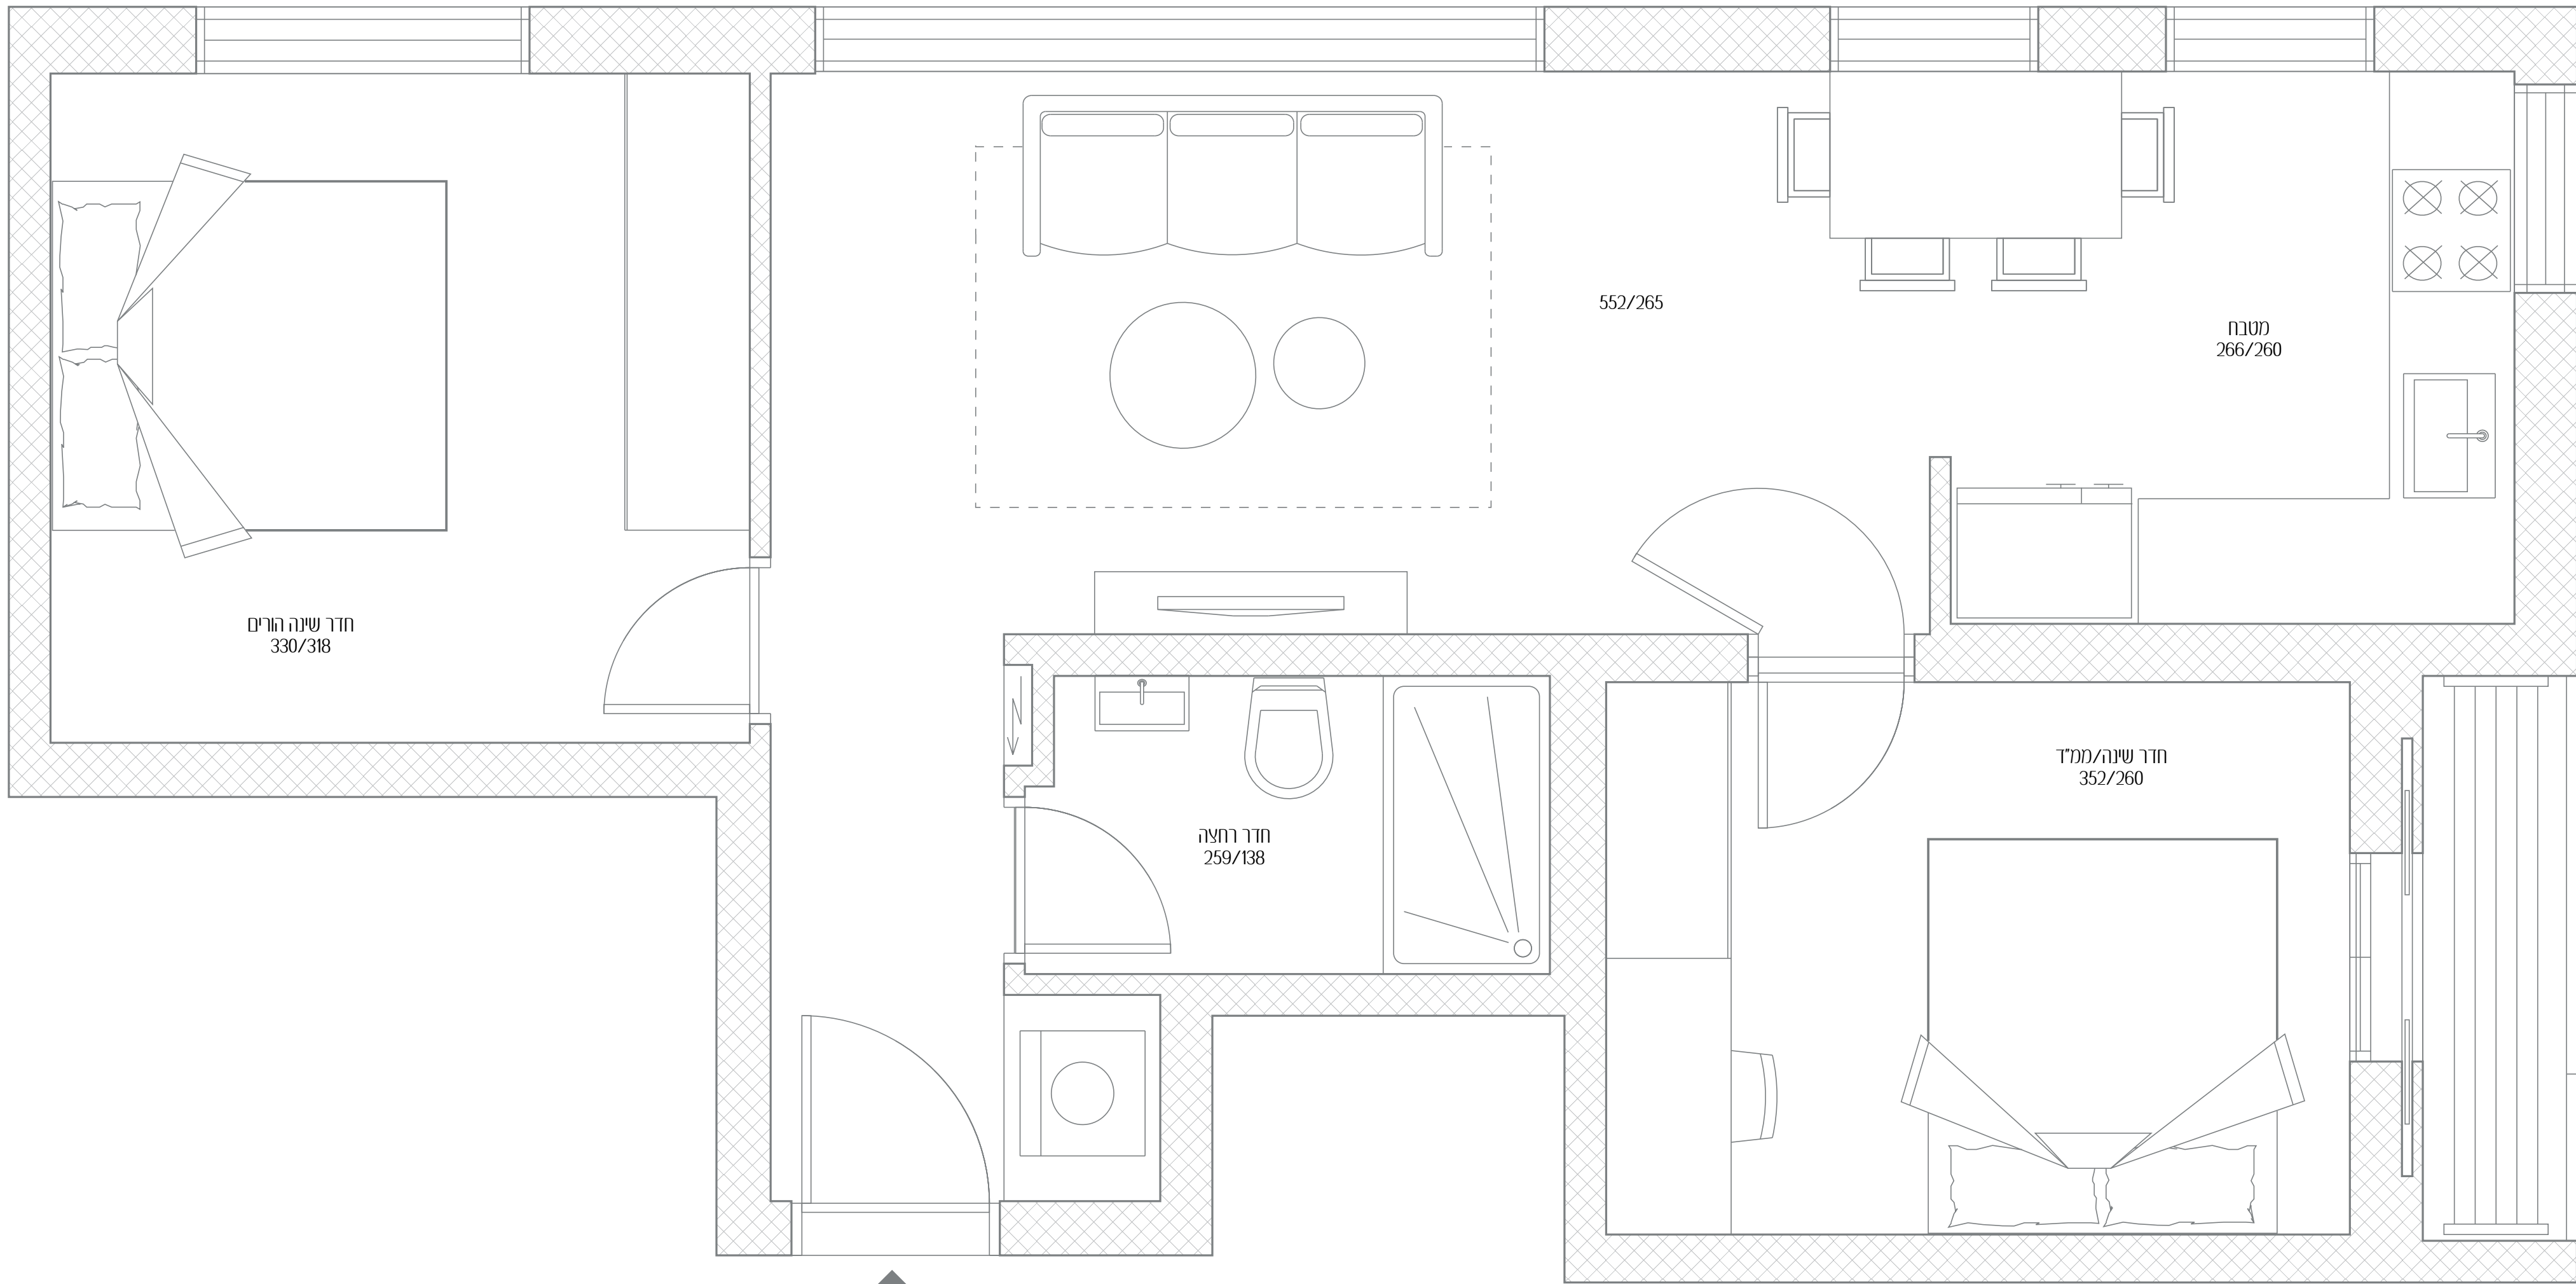 552/265
מטבח
266/260
חדר שינה הורים
330/318
חדר שינה/ממ"ד
352/260
חדר רחצה
259/138